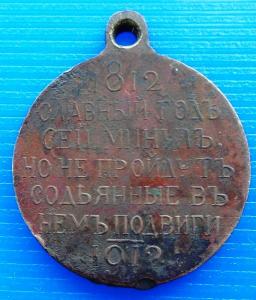 1812
СЛАВНЫЙ ГОДЪ
СЕЙ МИНУЛЪ,
НО НЕ ПРОЙДУТЪ
СОДѢЯННЫЕ ВЪ
НЕМЪ ПОДВИГИ
1912